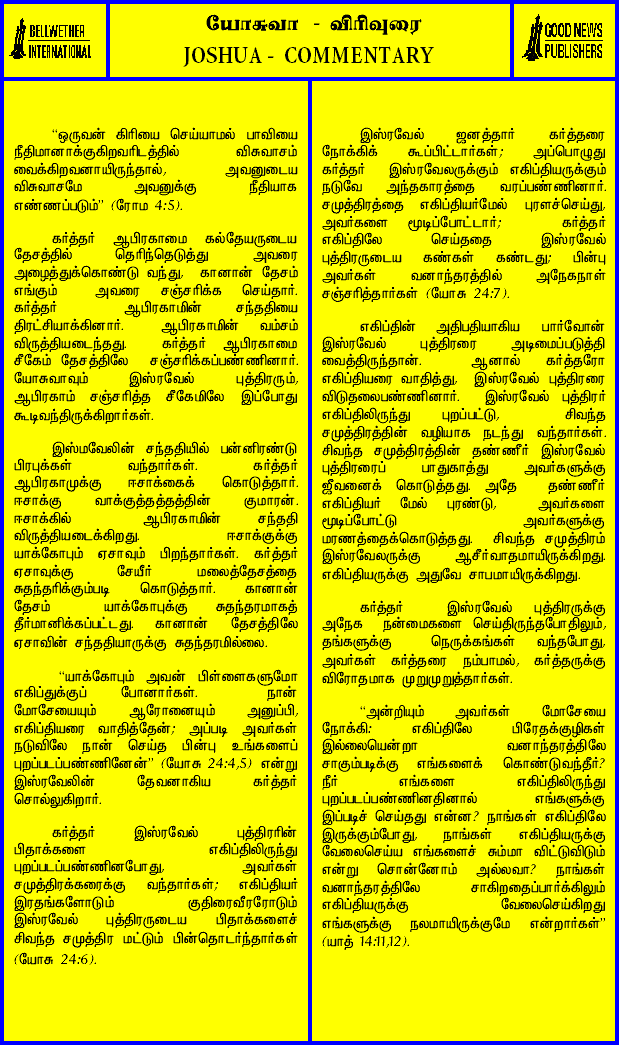 BELLWETHER
INTERNATIONAL
யோசுவா - விரிவுரை
JOSHUA - COMMENTARY
GOOD NEWS
PUBLISHERS
“ஒருவன் கிரியை செய்யாமல் பாவியை
நீதிமானாக்குகிறவரிடத்தில் விசுவாசம்
வைக்கிறவனாயிருந்தால், அவனுடைய
விசுவாசமே அவனுக்கு நீதியாக
எண்ணப்படும்” (ரோம 4:5).
கர்த்தர் ஆபிரகாமை கல்தேயருடைய
தேசத்தில் தெரிந்தெடுத்து அவரை
அழைத்துக்கொண்டு வந்து, கானான் தேசம்
எங்கும் அவரை சஞ்சரிக்க செய்தார்.
கர்த்தர் ஆபிரகாமின் சந்ததியை
திரட்சியாக்கினார். ஆபிரகாமின் வம்சம்
விருத்தியடைந்தது. கர்த்தர் ஆபிரகாமை
சீகேம் தேசத்திலே சஞ்சரிக்கப்பண்ணினார்.
யோசுவாவும் இஸ்ரவேல் புத்திரரும்,
ஆபிரகாம் சஞ்சரித்த சீகேமிலே இப்போது
கூடிவந்திருக்கிறார்கள்.
இஸ்மவேலின் சந்ததியில் பன்னிரண்டு
பிரபுக்கள் வந்தார்கள். கர்த்தர்
ஆபிரகாமுக்கு ஈசாக்கைக் கொடுத்தார்.
ஈசாக்கு வாக்குத்தத்தத்தின் குமாரன்.
ஈசாக்கில் ஆபிரகாமின் சந்ததி
விருத்தியடைக்கிறது. ஈசாக்குக்கு
யாக்கோபும் ஏசாவும் பிறந்தார்கள். கர்த்தர்
ஏசாவுக்கு சேயீர் மலைத்தேசத்தை
சுதந்தரிக்கும்படி கொடுத்தார். கானான்
தேசம் யாக்கோபுக்கு சுதந்தரமாகத்
தீர்மானிக்கப்பட்டது. கானான் தேசத்திலே
ஏசாவின் சந்ததியாருக்கு சுதந்தரமில்லை.
“யாக்கோபும் அவன் பிள்ளைகளுமோ
எகிப்துக்குப் போனார்கள். நான்
மோசேயையும் ஆரோனையும் அனுப்பி,
எகிப்தியரை வாதித்தேன்; அப்படி அவர்கள்
நடுவிலே நான் செய்த பின்பு உங்களைப்
புறப்படப்பண்ணினேன்” (யோசு 24:4,5) என்று
இஸ்ரவேலின் தேவனாகிய கர்த்தர்
சொல்லுகிறார்.
கர்த்தர் இஸ்ரவேல் புத்திரரின்
பிதாக்களை எகிப்திலிருந்து
புறப்படப்பண்ணினபோது, அவர்கள்
சமுத்திரக்கரைக்கு வந்தார்கள்; எகிப்தியர்
இரதங்களோடும் குதிரைவீரரோடும்
இஸ்ரவேல் புத்திரருடைய பிதாக்களைச்
சிவந்த சமுத்திர மட்டும் பின்தொடர்ந்தார்கள்
(யோசு 24:6).
இஸ்ரவேல் ஜனத்தார் கர்த்தரை
நோக்கிக் கூப்பிட்டார்கள்; அப்பொழுது
கர்த்தர் இஸ்ரவேலருக்கும் எகிப்தியருக்கும்
நடுவே அந்தகாரத்தை வரப்பண்ணினார்.
சமுத்திரத்தை எகிப்தியர்மேல் புரளச்செய்து,
அவர்களை மூடிப்போட்டார்; கர்த்தர்
எகிப்திலே செய்ததை இஸ்ரவேல்
புத்திரருடைய கண்கள் கண்டது; பின்பு
அவர்கள் வனாந்தரத்தில் அநேகநாள்
சஞ்சரித்தார்கள் (யோசு 24:7).
எகிப்தின் அதிபதியாகிய பார்வோன்
இஸ்ரவேல் புத்திரரை அடிமைப்படுத்தி
வைத்திருந்தான். ஆனால் கர்த்தரோ
எகிப்தியரை வாதித்து, இஸ்ரவேல் புத்திரரை
விடுதலைபண்ணினார். இஸ்ரவேல் புத்திரர்
எகிப்திலிருந்து புறப்பட்டு, சிவந்த
சமுத்திரத்தின் வழியாக நடந்து வந்தார்கள்.
சிவந்த சமுத்திரத்தின் தண்ணீர் இஸ்ரவேல்
புத்திரரைப் பாதுகாத்து அவர்களுக்கு
ஜீவனைக் கொடுத்தது. அதே தண்ணீர்
எகிப்தியர் மேல் புரண்டு, அவர்களை
மூடிப்போட்டு அவர்களுக்கு
மரணத்தைக்கொடுத்தது. சிவந்த சமுத்திரம்
இஸ்ரவேலருக்கு ஆசீர்வாதமாயிருக்கிறது.
எகிப்தியருக்கு அதுவே சாபமாயிருக்கிறது.
கர்த்தர் இஸ்ரவேல் புத்திரருக்கு
அநேக நன்மைகளை செய்திருந்தபோதிலும்,
தங்களுக்கு நெருக்கங்கள் வந்தபோது,
அவர்கள் கர்த்தரை நம்பாமல், கர்த்தருக்கு
விரோதமாக முறுமுறுத்தார்கள்.
“அன்றியும் அவர்கள் மோசேயை
நோக்கி: எகிப்திலே பிரேதக்குழிகள்
இல்லையென்றா வனாந்தரத்திலே
சாகும்படிக்கு எங்களைக் கொண்டுவந்தீர்?
நீர் எங்களை எகிப்திலிருந்து
புறப்படப்பண்ணினதினால் எங்களுக்கு
இப்படிச் செய்தது என்ன? நாங்கள் எகிப்திலே
இருக்கும்போது, நாங்கள் எகிப்தியருக்கு
வேலைசெய்ய எங்களைச் சும்மா விட்டுவிடும்
என்று சொன்னோம் அல்லவா? நாங்கள்
வனாந்தரத்திலே சாகிறதைப்பார்க்கிலும்
எகிப்தியருக்கு வேலைசெய்கிறது
எங்களுக்கு நலமாயிருக்குமே என்றார்கள்”
(யாத் 14:11,12).